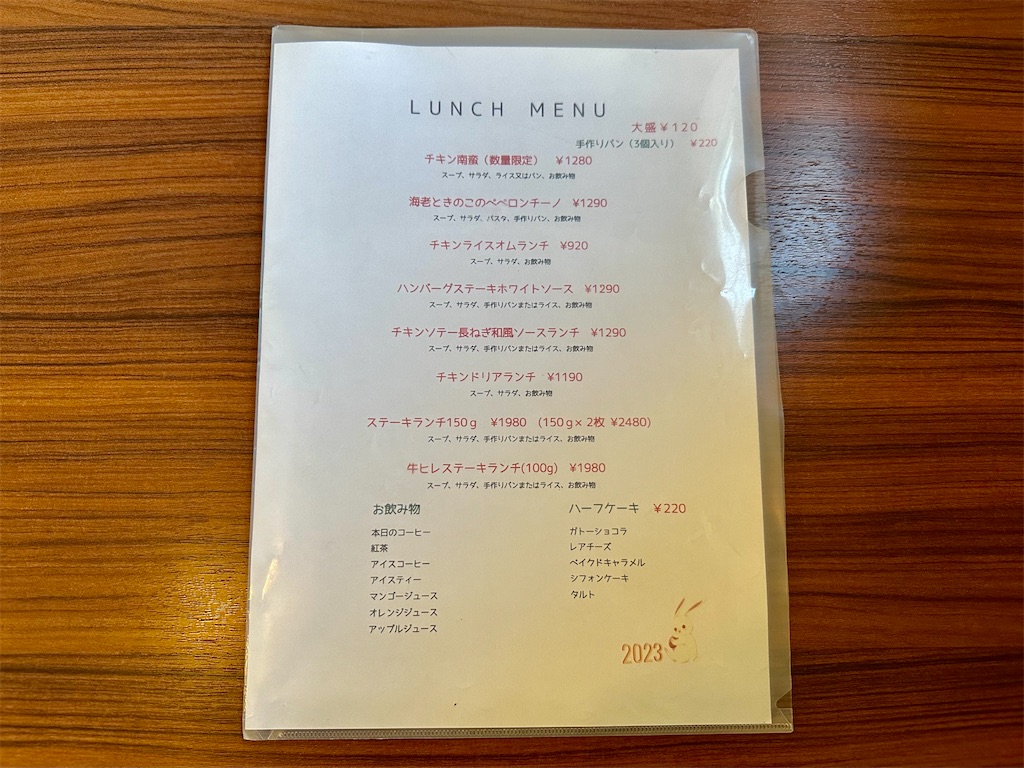 LUNCH MENU
大盛¥120
手作りパン（3個入り） ¥220
チキン南蛮（数量限定） ¥1280
スープ、サラダ、ライス又はパン、お飲み物
海老ときのこのペペロンチーノ ¥1290
スープ、サラダ、パスタ、手作りパン、お飲み物
チキンライスオムランチ ¥920
スープ、サラダ、お飲み物
ハンバーグステーキホワイトソース ¥1290
スープ、サラダ、手作りパンまたはライス、お飲み物
チキンソテー長ねぎ和風ソースランチ ¥1290
スープ、サラダ、手作りパンまたはライス、お飲み物
チキンドリアランチ ¥1190
スープ、サラダ、お飲み物
ステーキランチ150ｇ ¥1980 （150ｇ× 2枚 ¥2480）
スープ、サラダ、手作りパンまたはライス、お飲み物
牛ヒレステーキランチ(100g) ¥1980
スープ、サラダ、手作りパンまたはライス、お飲み物
お飲み物
本日のコーヒー
紅茶
アイスコーヒー
アイスティー
マンゴージュース
オレンジジュース
アップルジュース
ハーフケーキ ¥220
ガトーショコラ
レアチーズ
ベイクドキャラメル
シフォンケーキ
タルト
2023